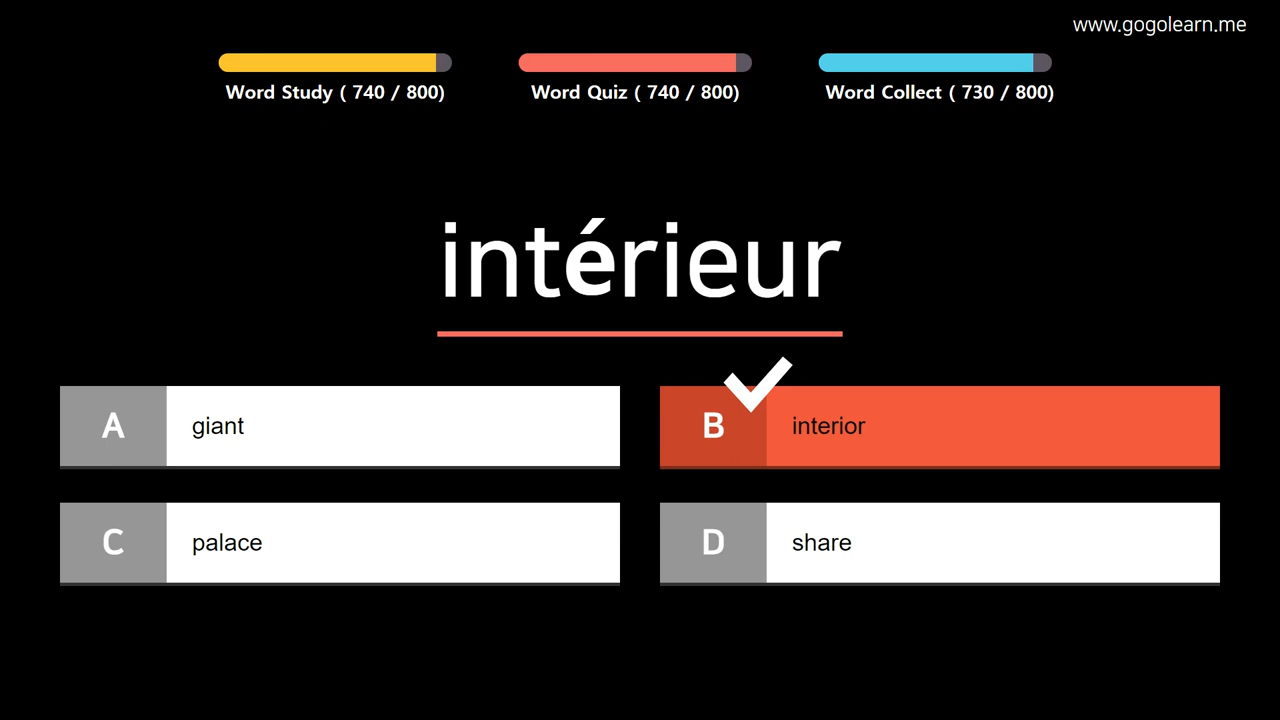 www.gogolearn.me
Word Study ( 740 / 800)
Word Quiz ( 740 / 800)
Word Collect ( 730 / 800)
intérieur
A giant
B interior
C palace
D share